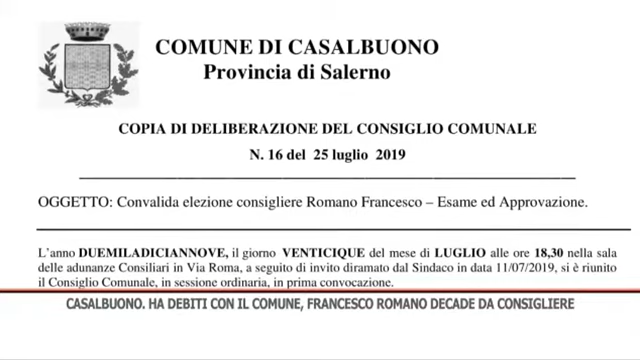 COMUNE DI CASALBUONO
Provincia di Salerno
COPIA DI DELIBERAZIONE DEL CONSIGLIO COMUNALE
N. 16 del 25 luglio 2019
OGGETTO: Convalida elezione consigliere Romano Francesco – Esame ed Approvazione.
L'anno DUEMILADICIANNOVE, il giorno VENTICIQUE del mese di LUGLIO alle ore 18,30 nella sala
delle adunanze Consiliari in Via Roma, a seguito di invito diramato dal Sindaco in data 11/07/2019, si è riunito
il Consiglio Comunale, in sessione ordinaria, in prima convocazione.
CASALBUONO. HA DEBITI CON IL COMUNE, FRANCESCO ROMANO DECADE DA CONSIGLIERE